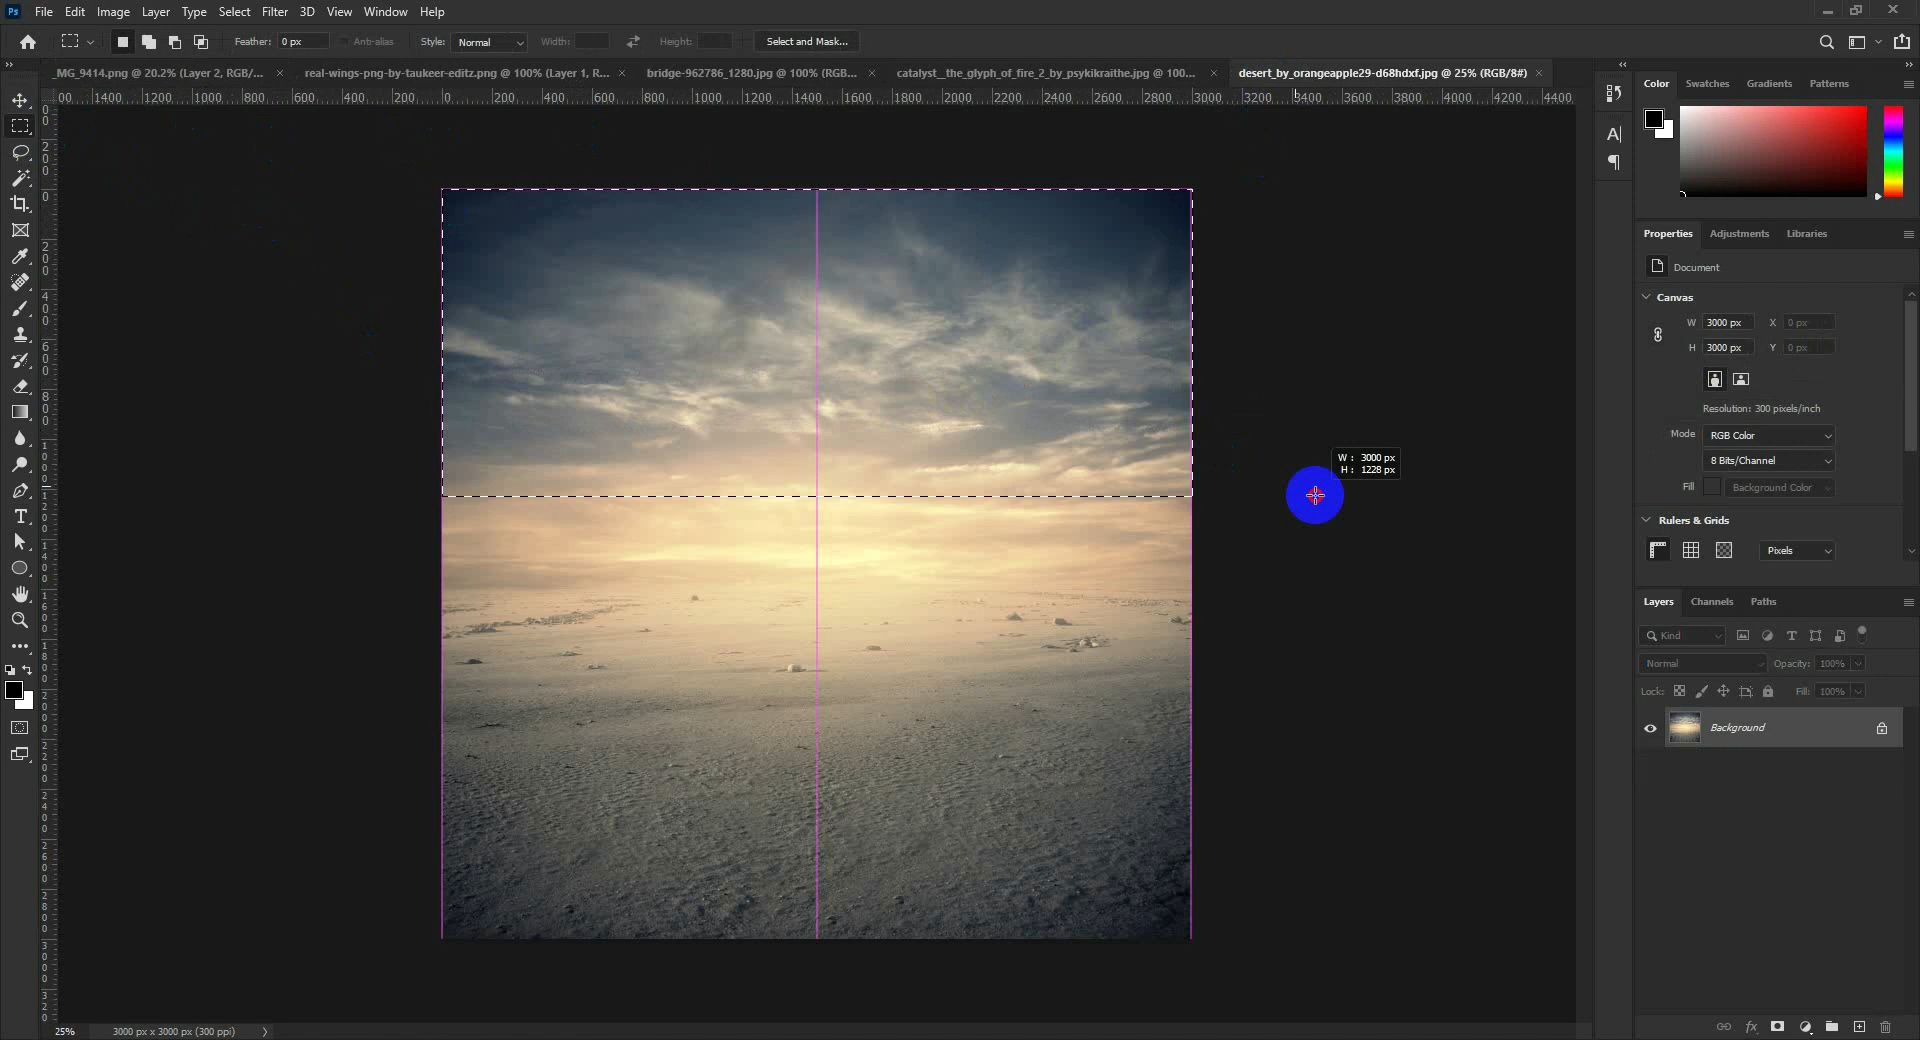 Ps File Edit Image Layer Type Select Filter 3D View Window Help
Feather: 0 px Anti-alias Style: Normal Width: Height: Select and Mask...
_MG_9414.png @ 20.2% (Layer 2, RGB/... × real-wings-png-by-taukeer-editz.png @ 100% (Layer 1, R... × bridge-962786_1280.jpg @ 100% (RGB... × catalyst__the_glyph_of_fire_2_by_psykikraithe.jpg @ 100... × desert_by_orangeapple29-d68hdxf.jpg @ 25% (RGB/8#) ×
00 1400 1200 1000 800 600 400 200 0 200 400 600 800 1000 1200 1400 1600 1800 2000 2200 2400 2600 2800 3000 3200 3400 3600 3800 4000 4200 4400
Color Swatches Gradients Patterns
Properties Adjustments Libraries
Document
Canvas
W 3000 px X 0 px
H 3000 px Y 0 px
Resolution: 300 pixels/inch
Mode RGB Color
8 Bits/Channel
Fill Background Color
W : 3000 px
H : 1228 px
Rulers & Grids
Pixels
Layers Channels Paths
Kind
Normal Opacity: 100%
Lock: Fill: 100%
Background
25% 3000 px x 3000 px (300 ppi)